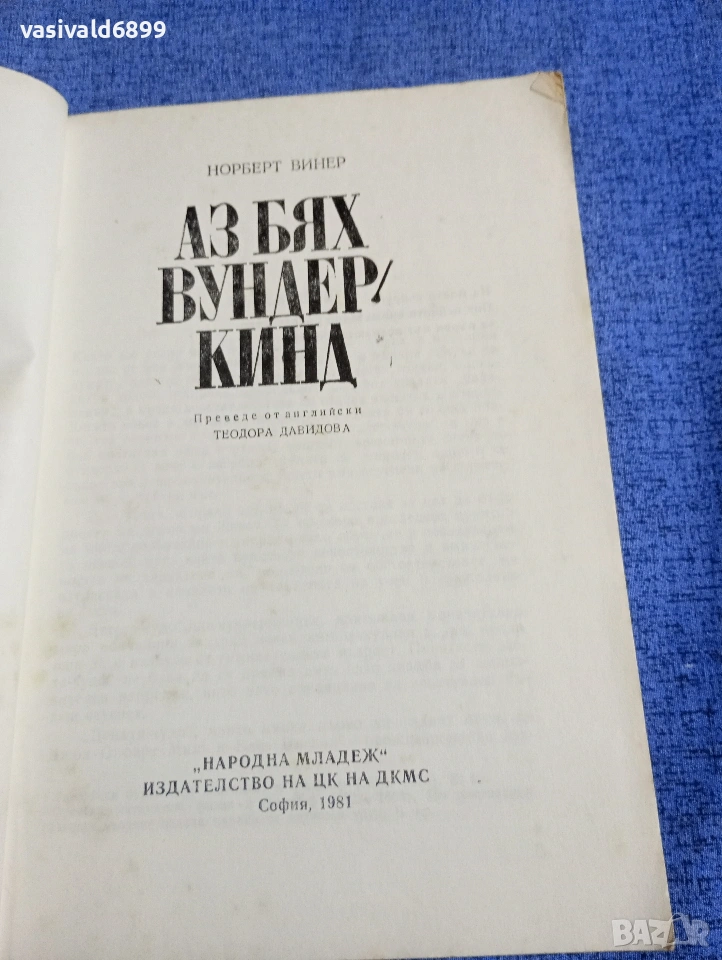 vasivald6899
НОРБЕРТ ВИНЕР
АЗ БЯХ
ВУНДЕР/
КИНД
Преведе от английски
ТЕОДОРА ДАВИДОВА
„НАРОДНА МЛАДЕЖ“
ИЗДАТЕЛСТВО НА ЦК НА ДКМС
София, 1981
BAZAR